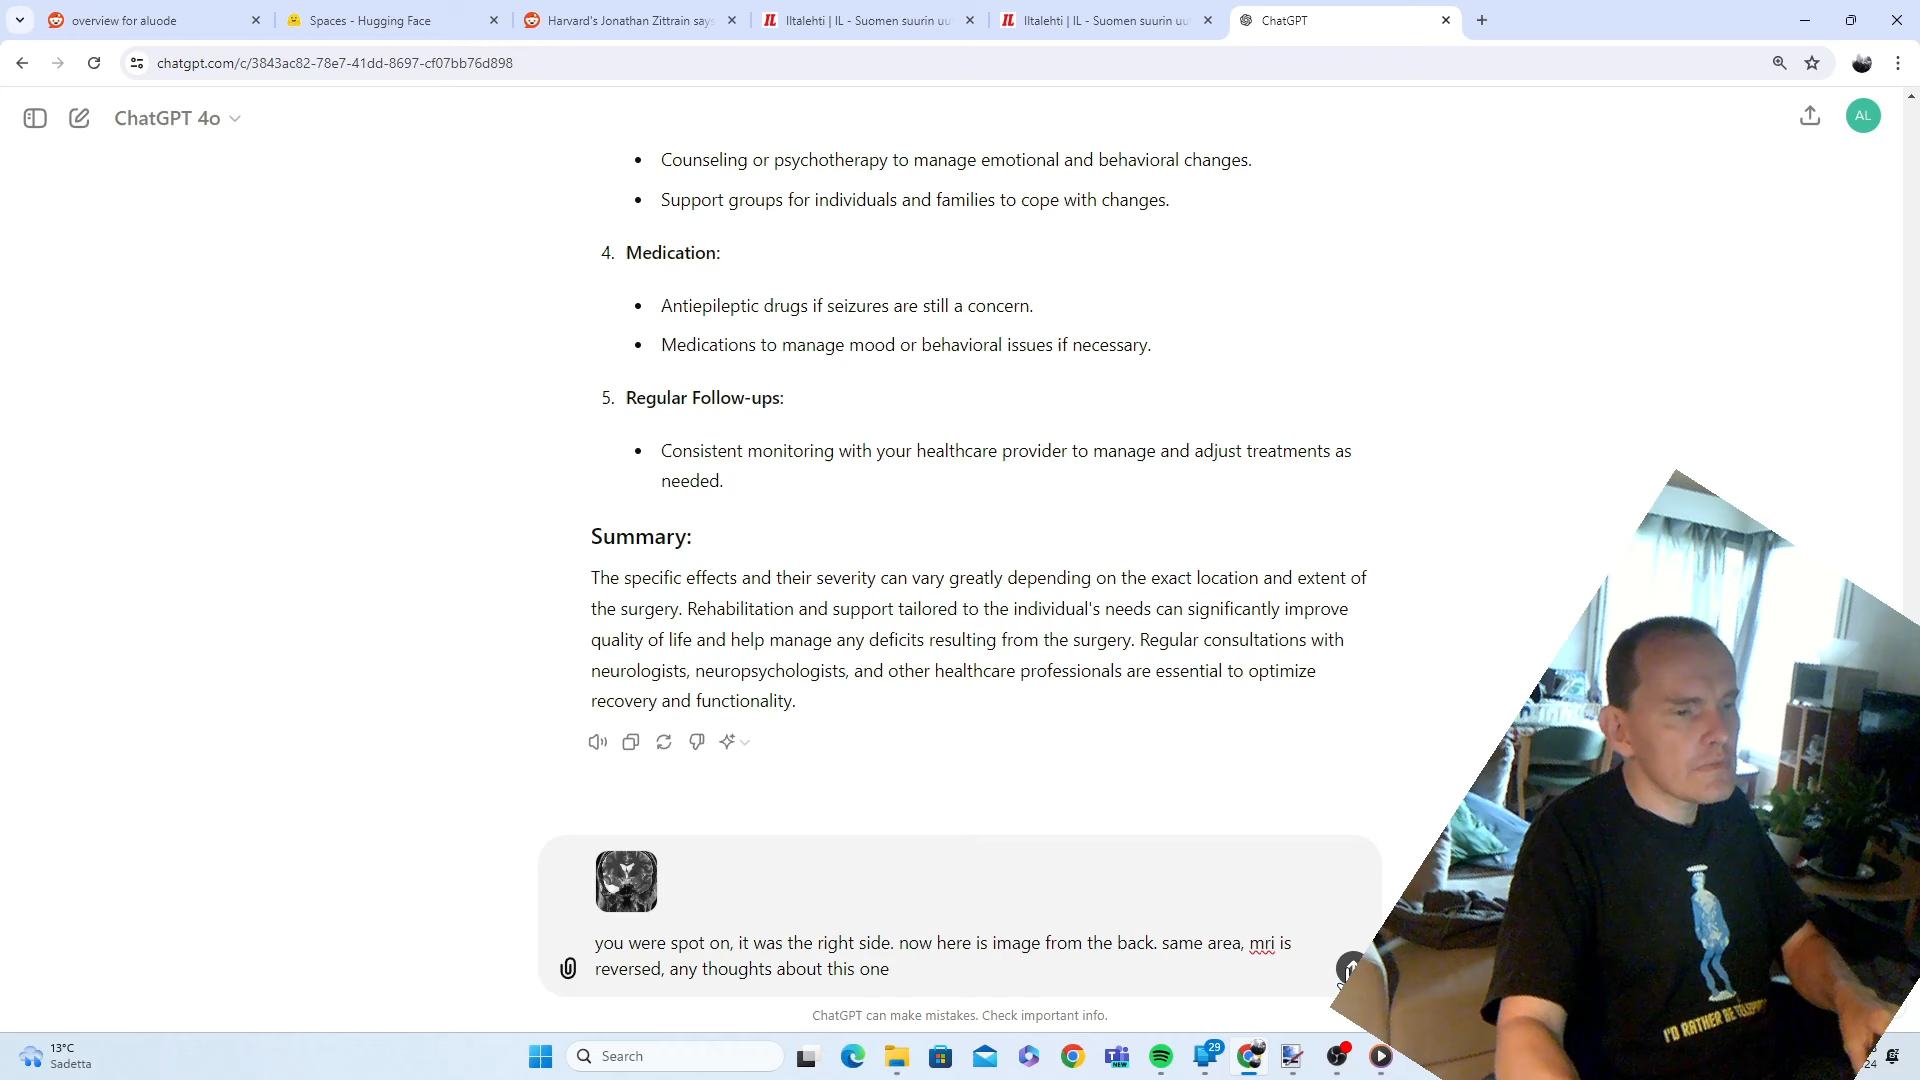 overview for aluode
Spaces - Hugging Face
Harvard's Jonathan Zittrain says
IL
Iltalehti | IL - Suomen suurin uu
IL
Iltalehti | IL - Suomen suurin uu
ChatGPT
chatgpt.com/c/3843ac82-78e7-41dd-8697-cf07bb76d898
ChatGPT 4o
AL
Counseling or psychotherapy to manage emotional and behavioral changes.
Support groups for individuals and families to cope with changes.
4. Medication:
Antiepileptic drugs if seizures are still a concern.
Medications to manage mood or behavioral issues if necessary.
5. Regular Follow-ups:
Consistent monitoring with your healthcare provider to manage and adjust treatments as
needed.
Summary:
The specific effects and their severity can vary greatly depending on the exact location and extent of
the surgery. Rehabilitation and support tailored to the individual's needs can significantly improve
quality of life and help manage any deficits resulting from the surgery. Regular consultations with
neurologists, neuropsychologists, and other healthcare professionals are essential to optimize
recovery and functionality.
you were spot on, it was the right side. now here is image from the back. same area, mri is
reversed, any thoughts about this one
I'D RATHER BE
ChatGPT can make mistakes. Check important info.
13°C
Sadetta
Search
NEW
29
24